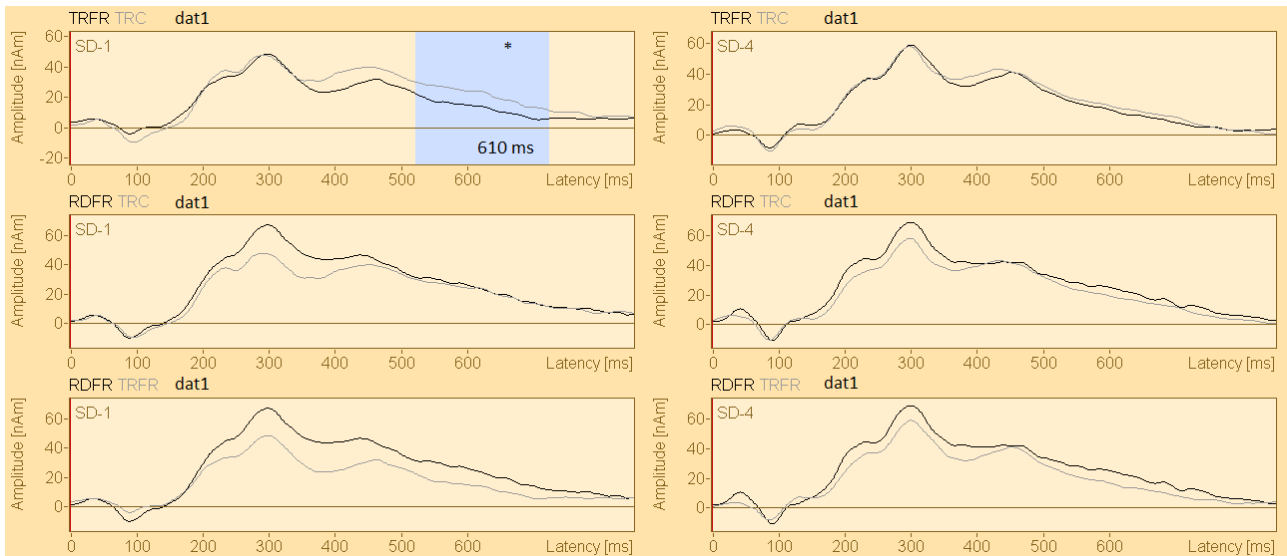 TRFR TRC dat1
Amplitude [nAm]
60
40
20
0
-20
SD-1
*
610 ms
0 100 200 300 400 500 600 Latency [ms]
TRFR TRC dat1
Amplitude [nAm]
60
40
20
0
SD-4
0 100 200 300 400 500 600 Latency [ms]
RDFR TRC dat1
Amplitude [nAm]
60
40
20
0
SD-1
0 100 200 300 400 500 600 Latency [ms]
RDFR TRC dat1
Amplitude [nAm]
60
40
20
0
SD-4
0 100 200 300 400 500 600 Latency [ms]
RDFR TRFR dat1
Amplitude [nAm]
60
40
20
0
SD-1
0 100 200 300 400 500 600 Latency [ms]
RDFR TRFR dat1
Amplitude [nAm]
60
40
20
0
SD-4
0 100 200 300 400 500 600 Latency [ms]